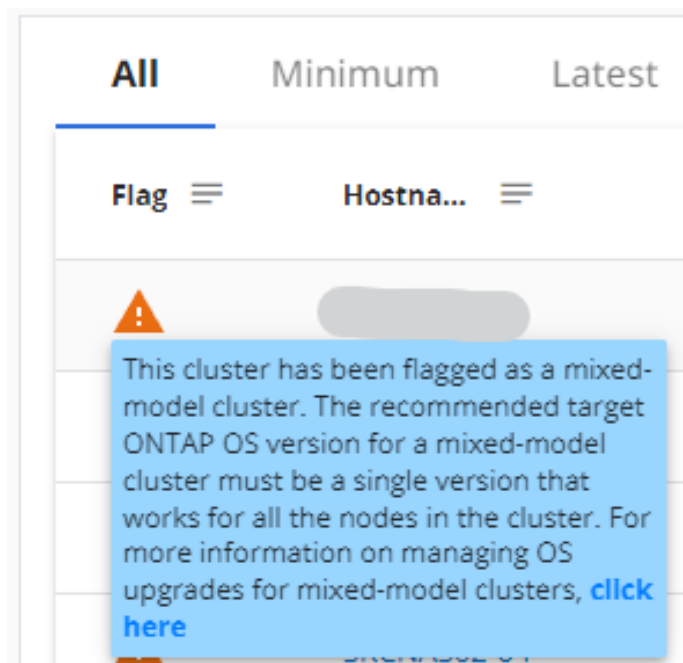 All Minimum Latest
Flag Hostna...
This cluster has been flagged as a mixed-
model cluster. The recommended target
ONTAP OS version for a mixed-model
cluster must be a single version that
works for all the nodes in the cluster. For
more information on managing OS
upgrades for mixed-model clusters, click
here